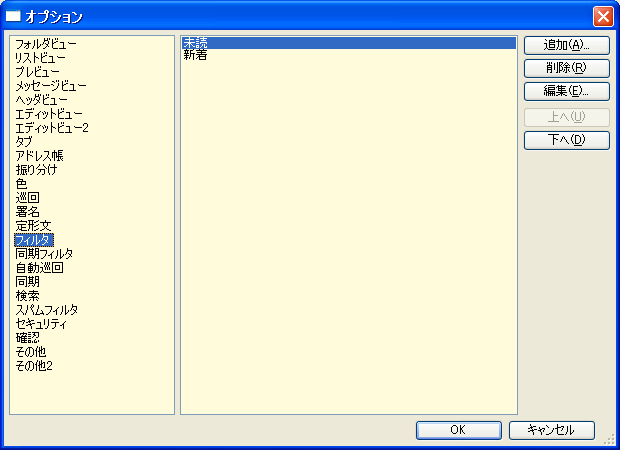 オプション
フォルダビュー
リストビュー
プレビュー
メッセージビュー
ヘッダビュー
エディットビュー
エディットビュー2
タブ
アドレス帳
振り分け
色
巡回
署名
定形文
フィルタ
同期フィルタ
自動巡回
同期
検索
スパムフィルタ
セキュリティ
確認
その他
その他2
未読
新着
追加(A)...
削除(R)
編集(E)...
上へ(U)
下へ(D)
OK
キャンセル